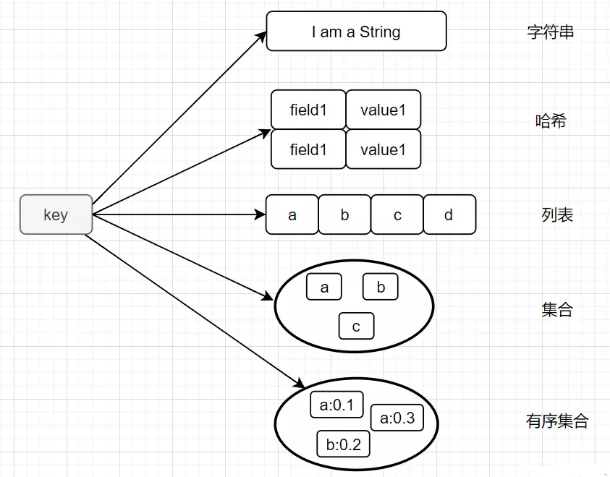 I am a String
字符串
field1 value1
field1 value1
哈希
key
a b c d
列表
a b
c
集合
a:0.1
a:0.3
b:0.2
有序集合